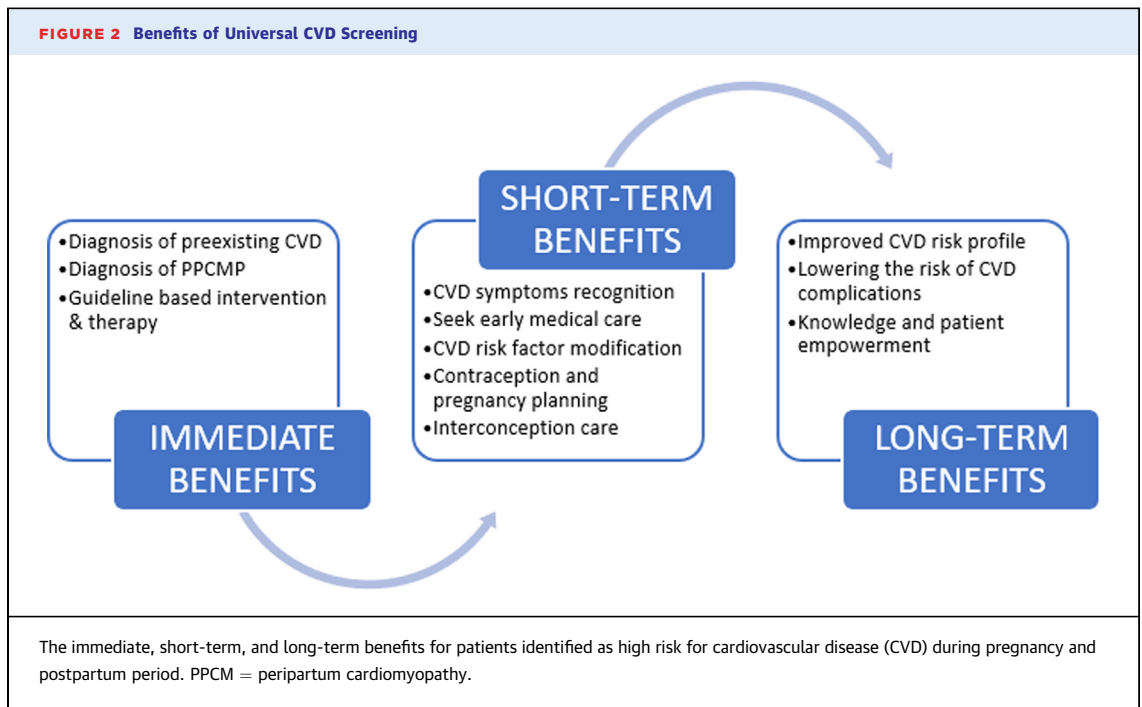 FIGURE 2 Benefits of Universal CVD Screening
•Diagnosis of preexisting CVD
•Diagnosis of PPCMP
•Guideline based intervention
& therapy
IMMEDIATE
BENEFITS
SHORT-TERM
BENEFITS
•CVD symptoms recognition
•Seek early medical care
•CVD risk factor modification
•Contraception and
pregnancy planning
•Interconception care
•Improved CVD risk profile
•Lowering the risk of CVD
complications
•Knowledge and patient
empowerment
LONG-TERM
BENEFITS
The immediate, short-term, and long-term benefits for patients identified as high risk for cardiovascular disease (CVD) during pregnancy and
postpartum period. PPCM = peripartum cardiomyopathy.